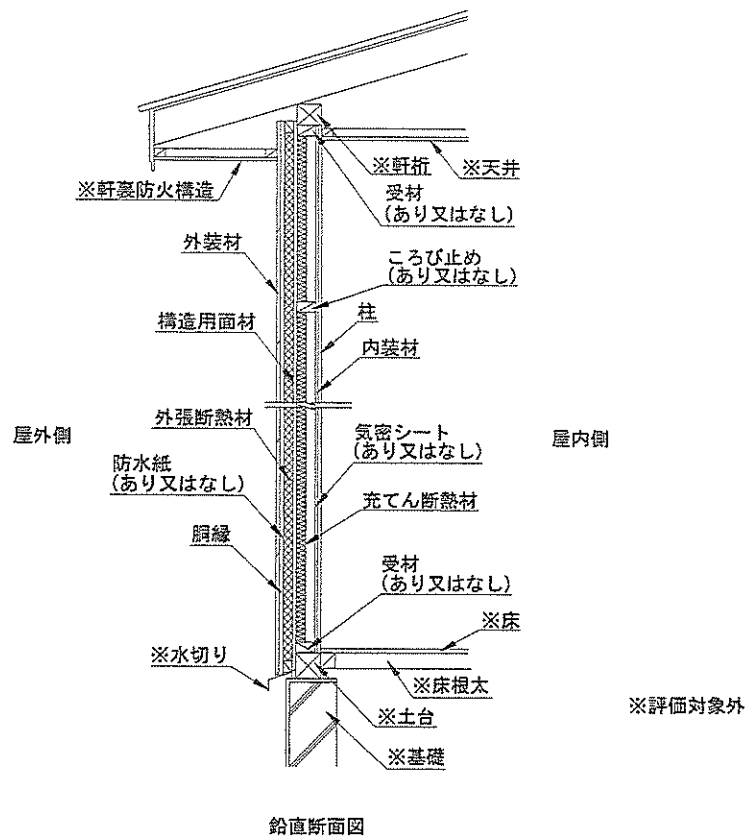 ※軒桁
※天井
※軒裏防火構造
受材
(あり又はなし)
外装材
ころび止め
(あり又はなし)
構造用面材
柱
内装材
外張断熱材
屋外側
気密シート
(あり又はなし)
屋内側
防水紙
(あり又はなし)
充てん断熱材
胴縁
受材
(あり又はなし)
※床
※水切り
※床根太
※土台
※評価対象外
※基礎
鉛直断面図